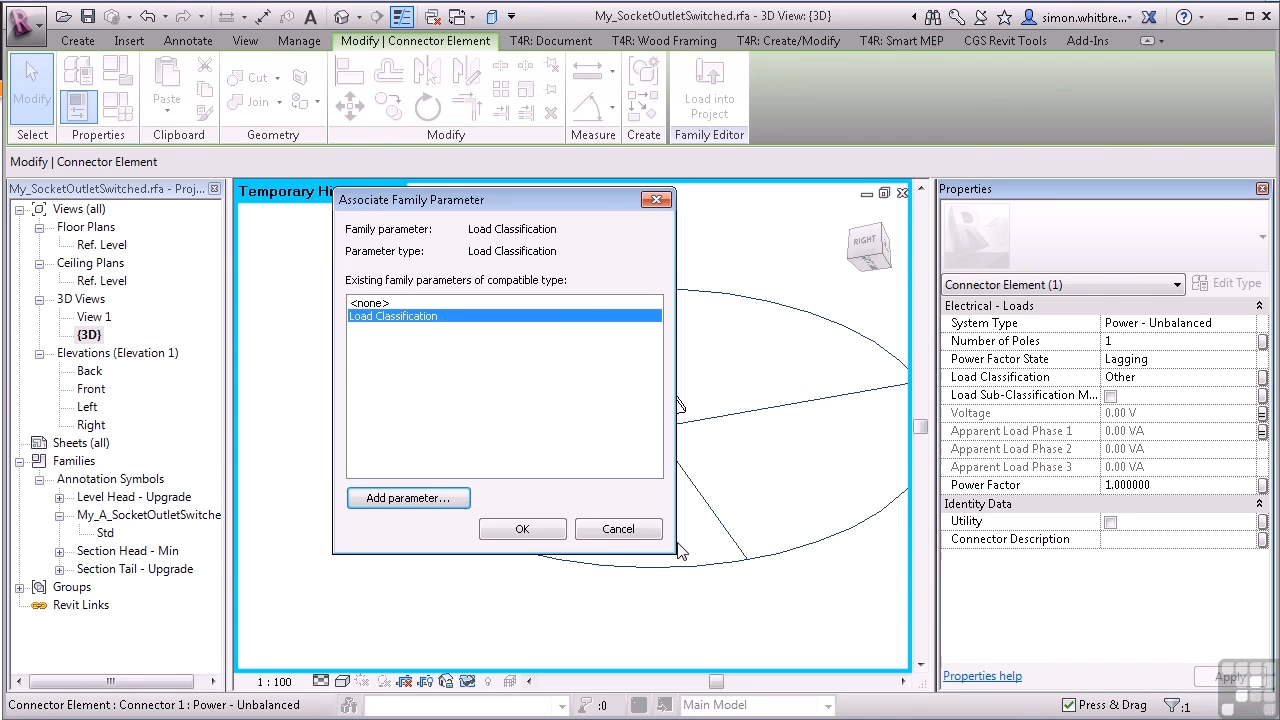 My_SocketOutletSwitched.rfa - 3D View: {3D}
simon.whitbre...
Create
Insert
Annotate
View
Manage
Modify | Connector Element
T4R: Document
T4R: Wood Framing
T4R: Create/Modify
T4R: Smart MEP
CGS Revit Tools
Add-Ins
Modify
Paste
Cut
Join
Load into
Project
Select
Properties
Clipboard
Geometry
Modify
Measure
Create
Family Editor
Modify | Connector Element
My_SocketOutletSwitched.rfa - Proj...
Views (all)
Floor Plans
Ref. Level
Ceiling Plans
Ref. Level
3D Views
View 1
{3D}
Elevations (Elevation 1)
Back
Front
Left
Right
Sheets (all)
Families
Annotation Symbols
Level Head - Upgrade
My_A_SocketOutletSwitche
Std
Section Head - Min
Section Tail - Upgrade
Groups
Revit Links
Temporary Hi
Associate Family Parameter
Family parameter: Load Classification
Parameter type: Load Classification
Existing family parameters of compatible type:
<none>
Load Classification
Add parameter...
OK
Cancel
RIGHT
1 : 100
Properties
Connector Element (1)
Edit Type
Electrical - Loads
System Type Power - Unbalanced
Number of Poles 1
Power Factor State Lagging
Load Classification Other
Load Sub-Classification M...
Voltage 0.00 V
Apparent Load Phase 1 0.00 VA
Apparent Load Phase 2 0.00 VA
Apparent Load Phase 3 0.00 VA
Power Factor 1.000000
Identity Data
Utility
Connector Description
Properties help
Apply
Connector Element : Connector 1: Power - Unbalanced
:0
Main Model
Press & Drag
:1